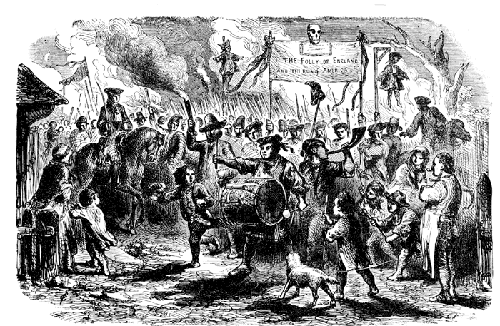 THE FOLLY OF ENGLAND
AND THE RUIN OF AMERICA